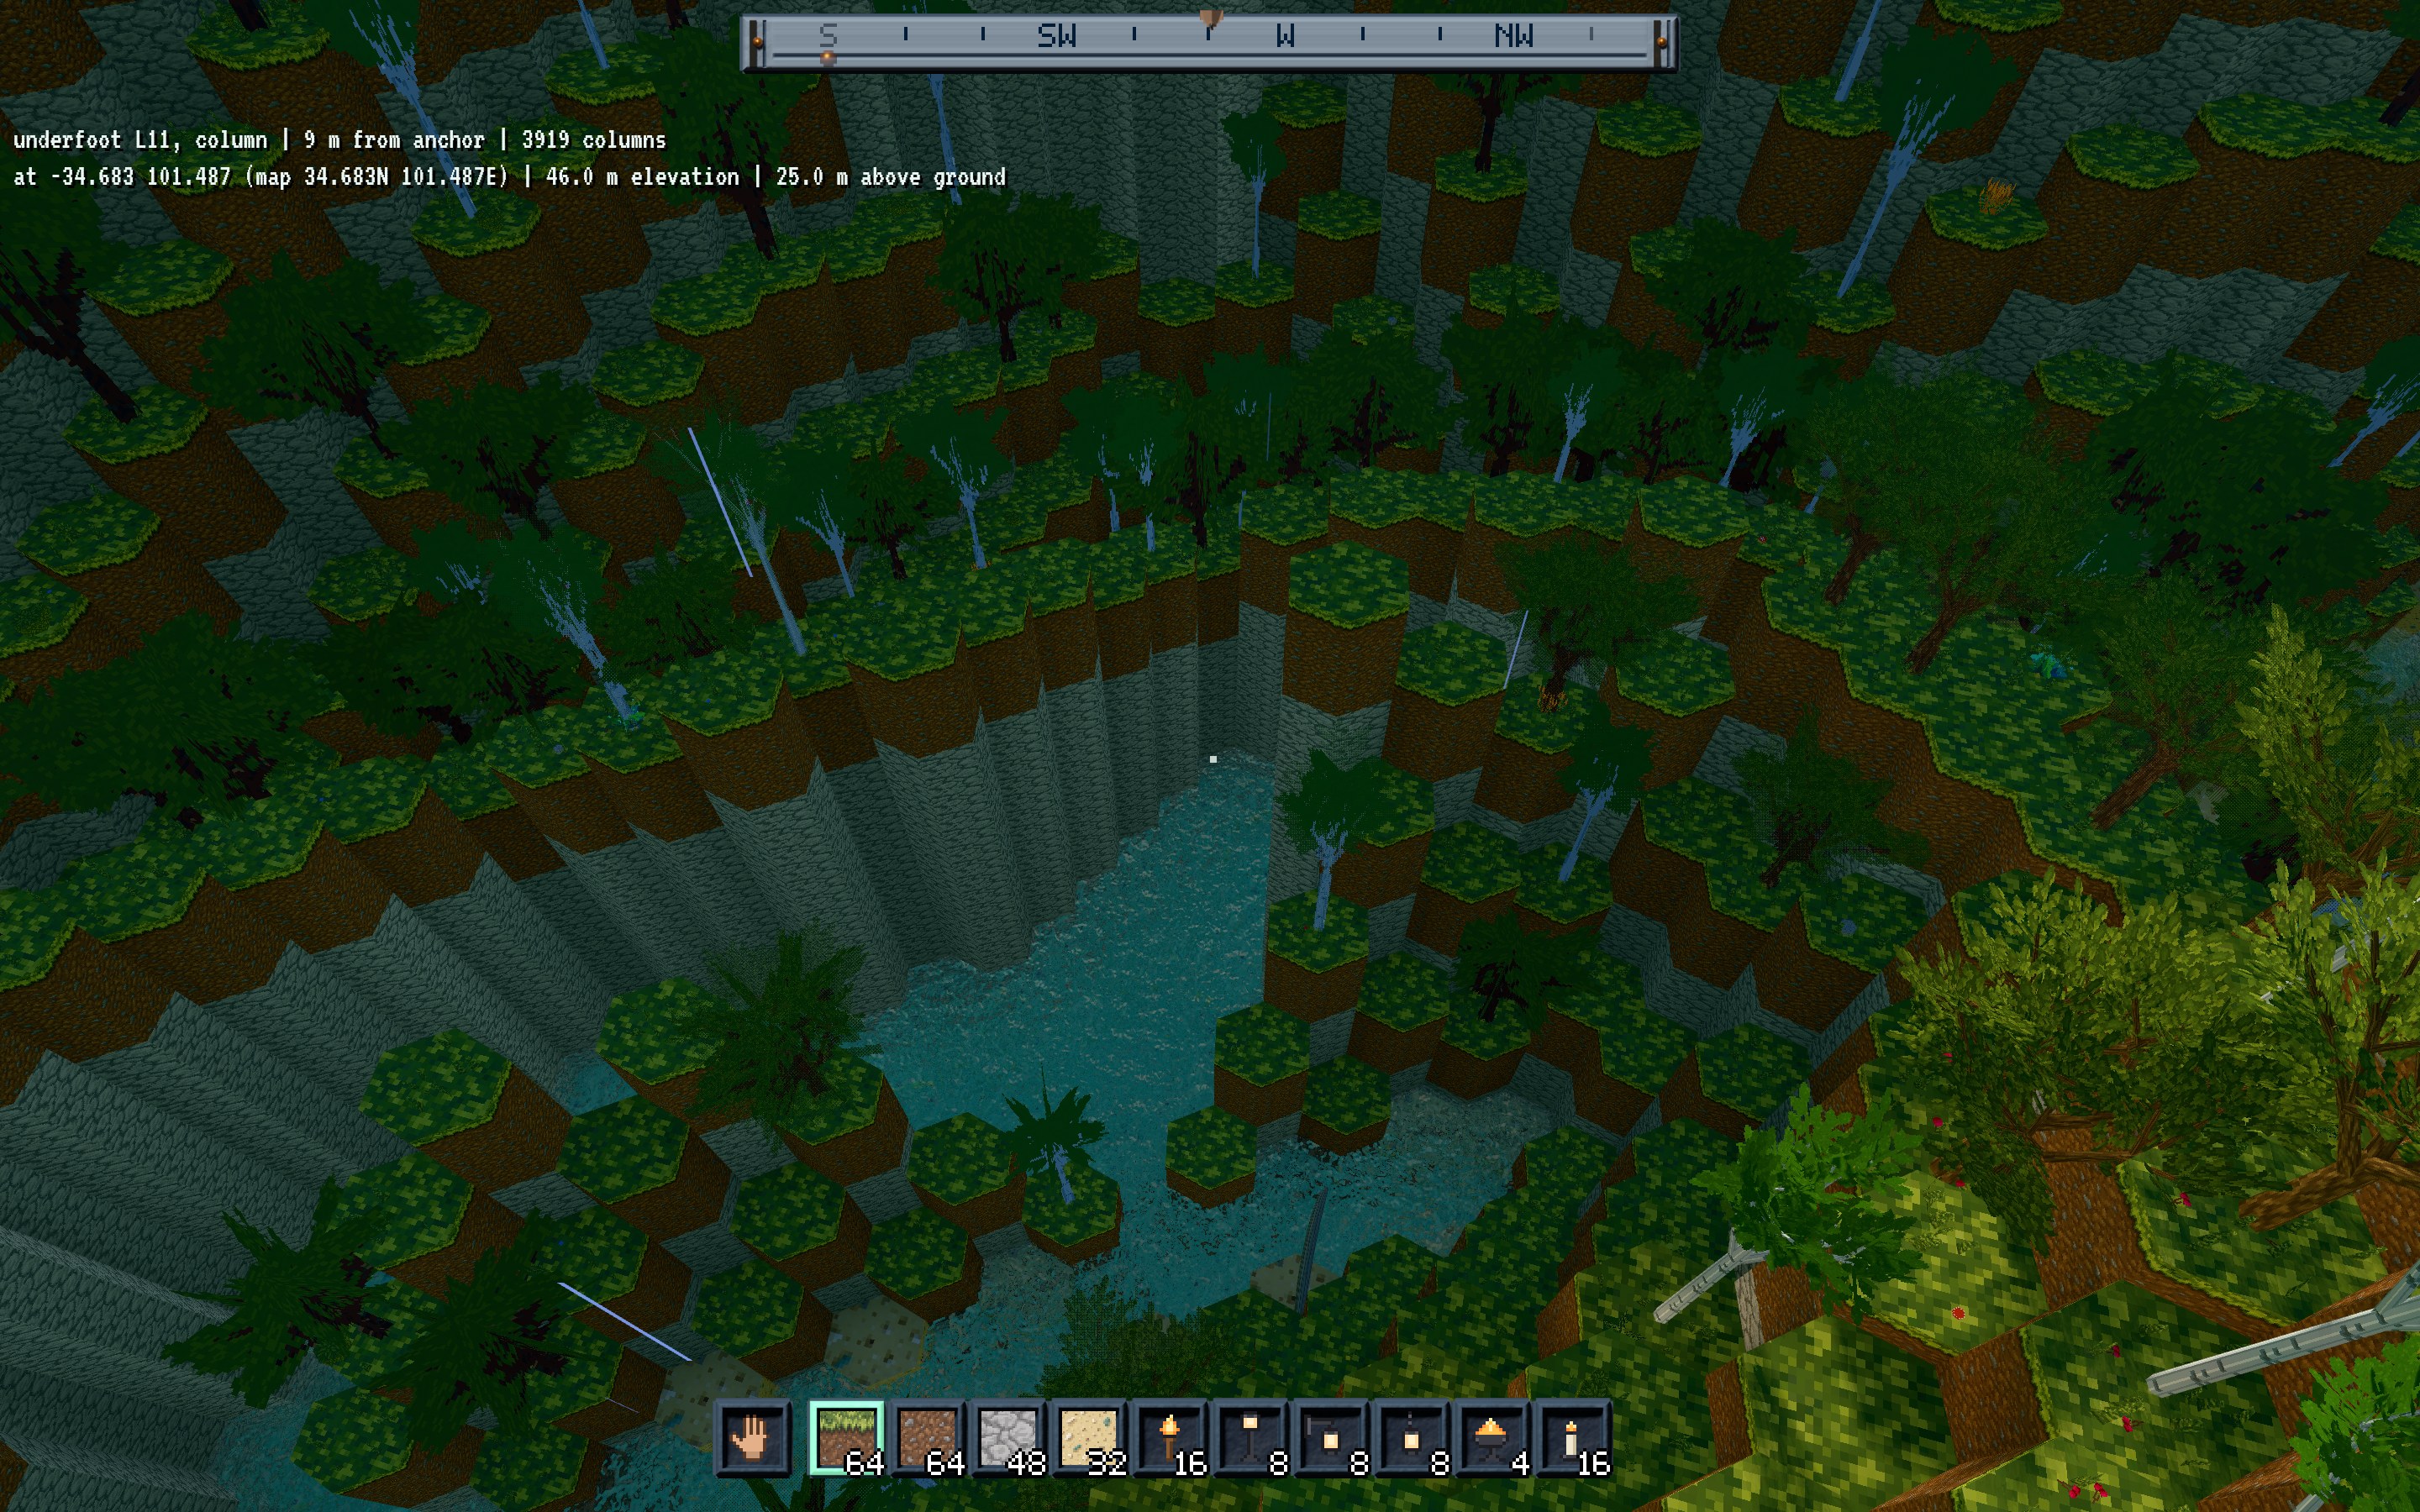 S SW W NW
underfoot L11, column | 9 m from anchor | 3919 columns
at -34.683 101.487 (map 34.683N 101.487E) | 46.0 m elevation | 25.0 m above ground
64 64 48 32 16 8 8 8 4 16